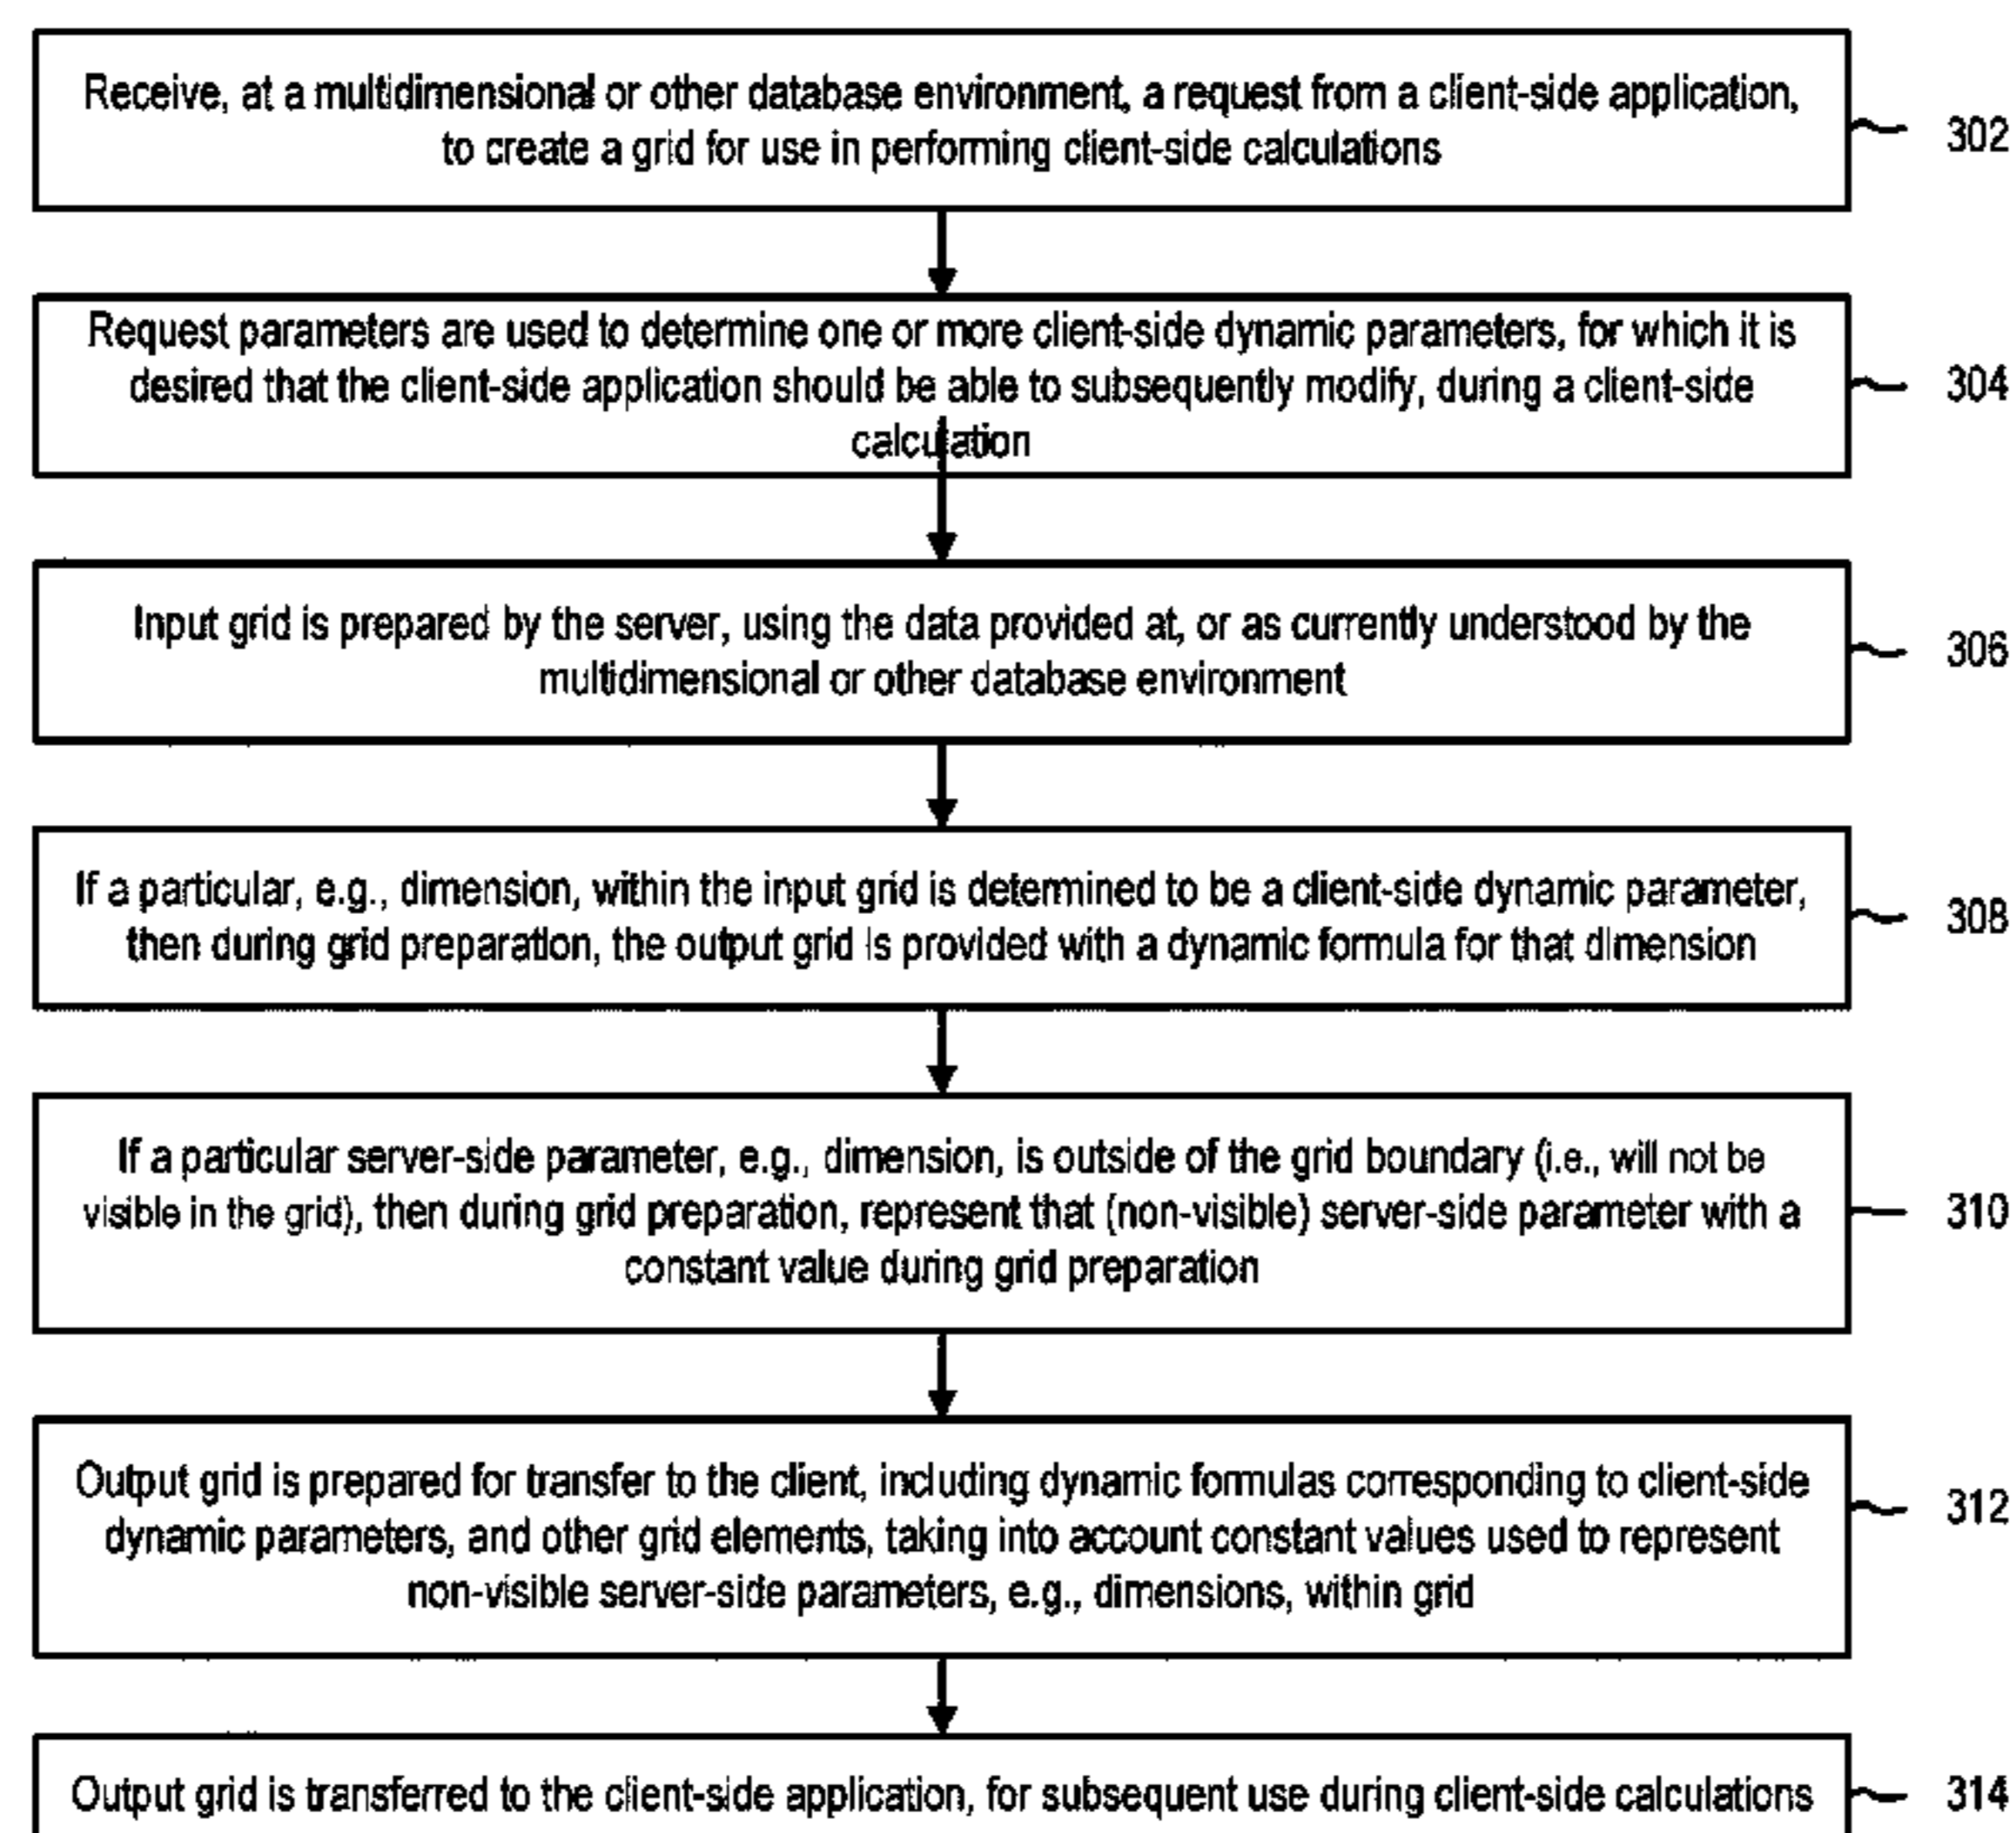 Receive, at a multidimensional or other database environment, a request from a client-side application,
to create a grid for use in performing client-side calculations
302
Request parameters are used to determine one or more client-side dynamic parameters, for which it is
desired that the client-side application should be able to subsequently modify, during a client-side
calculation
304
Input grid is prepared by the server, using the data provided at, or as currently understood by the
multidimensional or other database environment
306
If a particular, e.g., dimension, within the input grid is determined to be a client-side dynamic parameter,
then during grid preparation, the output grid is provided with a dynamic formula for that dimension
308
If a particular server-side parameter, e.g., dimension, is outside of the grid boundary (i.e., will not be
visible in the grid), then during grid preparation, represent that (non-visible) server-side parameter with a
constant value during grid preparation
310
Output grid is prepared for transfer to the client, including dynamic formulas corresponding to client-side
dynamic parameters, and other grid elements, taking into account constant values used to represent
non-visible server-side parameters, e.g., dimensions, within grid
312
Output grid is transferred to the client-side application, for subsequent use during client-side calculations
314